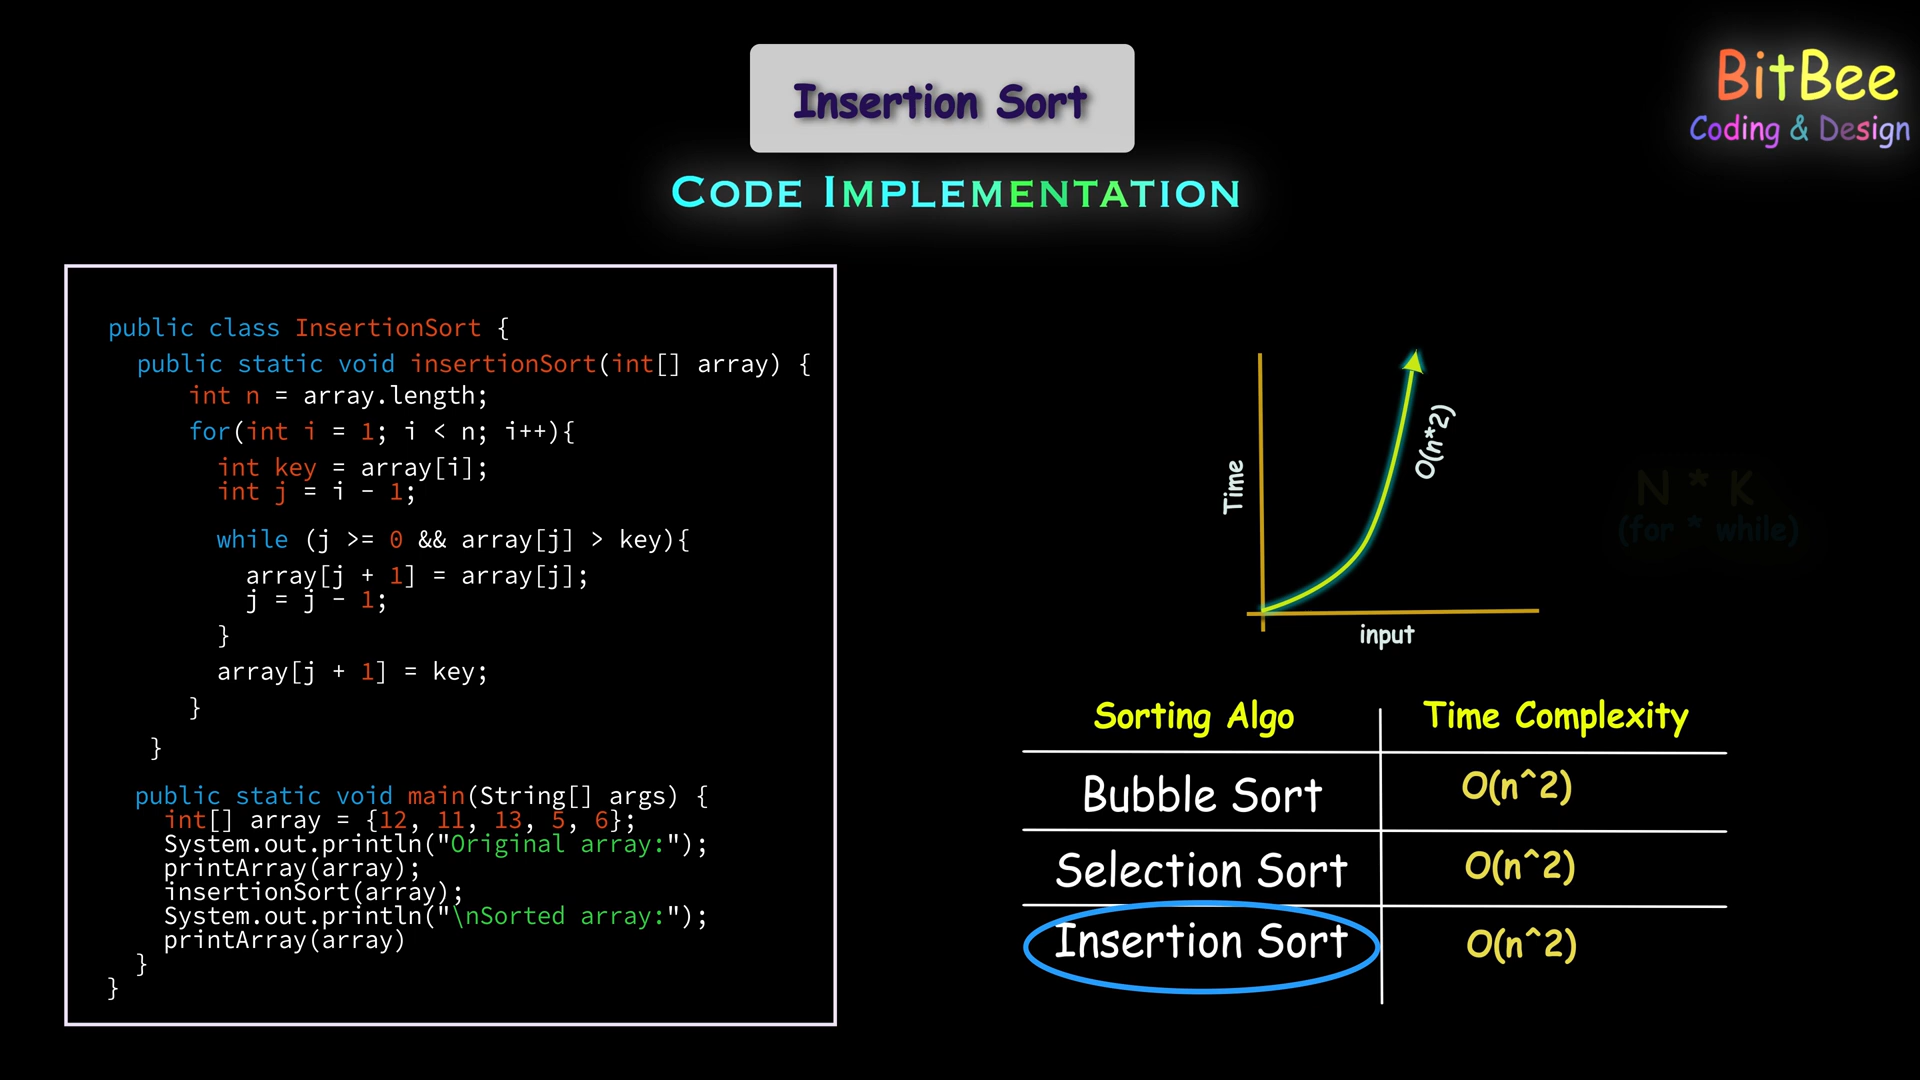 Insertion Sort
BitBee
Coding & Design
CODE IMPLEMENTATION
public class InsertionSort {
public static void insertionSort(int[] array) {
int n = array.length;
for(int i = 1; i < n; i++){
int key = array[i];
int j = i - 1;
while (j >= 0 && array[j] > key){
array[j + 1] = array[j];
j = j - 1;
}
array[j + 1] = key;
}
}
public static void main(String[] args) {
int[] array = {12, 11, 13, 5, 6};
System.out.println("Original array:");
printArray(array);
insertionSort(array);
System.out.println("\nSorted array:");
printArray(array)
}
}
Time
O(n*2)
input
N * K
(for * while)
Sorting Algo Time Complexity
Bubble Sort O(n^2)
Selection Sort O(n^2)
Insertion Sort O(n^2)